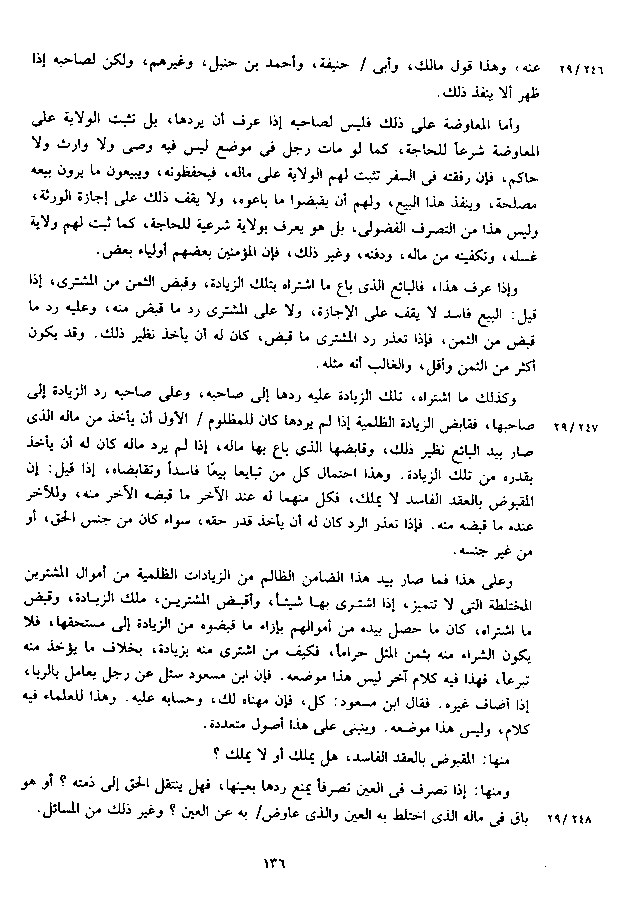 ٢٩/٢٤٦ عنه، وهذا قول مالك، وأبى / حنيفة، وأحمد بن حنبل، وغيرهم، ولكن لصاحبه إذا
ظهر ألا ينفذ ذلك.
وأما المعاوضة على ذلك فليس لصاحبه إذا عرف أن يردها، بل تثبت الولاية على
المعاوضة شرعاً للحاجة، كما لو مات رجل فى موضع ليس فيه وصى ولا وارث ولا
حاكم، فإن رفقته فى السفر تثبت لهم الولاية على ماله، فيحفظونه، ويبيعون ما يرون بيعه
مصلحة، وينفذ هذا البيع، ولهم أن يقبضوا ما باعوه، ولا يقف ذلك على إجازة الورثة،
وليس هذا من التصرف الفضولى، بل هو يعرف بولاية شرعية للحاجة، كما ثبت لهم ولاية
غسله، وتكفينه من ماله، ودفنه، وغير ذلك، فإن المؤمنين بعضهم أولياء بعض.
وإذا عرف هذا، فالبائع الذى باع ما اشتراه بتلك الزيادة، وقبض الثمن من المشترى، إذا
قيل: البيع فاسد لا يقف على الإجازة، ولا على المشترى رد ما قبض منه، وعليه رد ما
قبض من الثمن، فإذا تعذر رد المشترى ما قبض، كان له أن يأخذ نظير ذلك. وقد يكون
أكثر من الثمن وأقل، والغالب أنه مثله.
وكذلك ما اشتراه، تلك الزيادة عليه ردها إلى صاحبه، وعلى صاحبه رد الزيادة إلى
٢٩/٢٤٧ صاحبها، فقابض الزيادة الظلمية إذا لم يردها كان للمظلوم / الأول أن يأخذ من ماله الذى
صار بيد البائع نظير ذلك، وقابضها الذى باع بها ماله، إذا لم يرد ماله كان له أن يأخذ
بقدره من تلك الزيادة. وهذا احتمال كل من تبايعا بيعًا فاسداً وتقابضاه، إذا قيل: إن
المقبوض بالعقد الفاسد لا يملك، فكل منهما له عند الآخر ما قبضه الآخر منه، وللآخر
عنده ما قبضه منه. فإذا تعذر الرد كان له أن يأخذ قدر حقه، سواء كان من جنس الحق، أو
من غير جنسه.
وعلى هذا فما صار بيد هذا الضامن الظالم من الزيادات الظلمية من أموال المشترين
المختلطة التى لا تتميز، إذا اشترى بها شيئـًا، وأقبـض المشتريـن، ملك الزيـادة، وقبض
ما اشتراه، كان ما حصل بيده من أموالهم بإزاء ما قبضوه من الزيادة إلى مستحقها، فلا
يكون الشراء منه بثمن المثل حراماً، فكيف من اشترى منه بزيادة، بخلاف ما يؤخذ منه
تبرعاً، فهذا فيه كلام آخر ليس هذا موضعه. فإن ابن مسعود سئل عن رجل يعامل بالربا،
إذا أضاف غيره. فقال ابن مسعود: كل، فإن مهناه لك، وحسابه عليه. وهذا للعلماء فيه
كلام، وليس هذا موضعه. وينبنى على هذا أصول متعددة.
منها: المقبوض بالعقد الفاسد، هل يملك أو لا يملك ؟
ومنها: إذا تصرف فى العين تصرفاً يمنع ردها بعينها، فهل ينتقل الحق إلى ذمته ؟ أو هو
٢٩/٢٤٨ باق فى ماله الذى اختلط به العين والذى عاوض/ به عن العين ؟ وغير ذلك من المسائل.
١٣٦